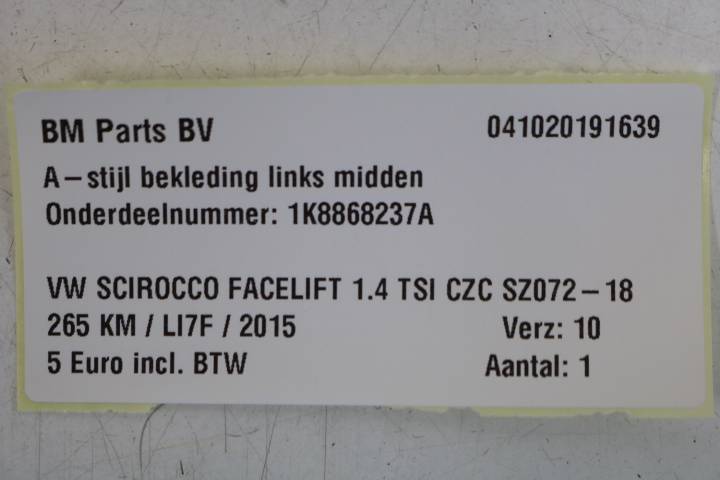 BM Parts BV 041020191639
A-stijl bekleding links midden
Onderdeelnummer: 1K8868237A
VW SCIROCCO FACELIFT 1.4 TSI CZC SZ072-18
265 KM / LI7F / 2015 Verz: 10
5 Euro incl. BTW Aantal: 1